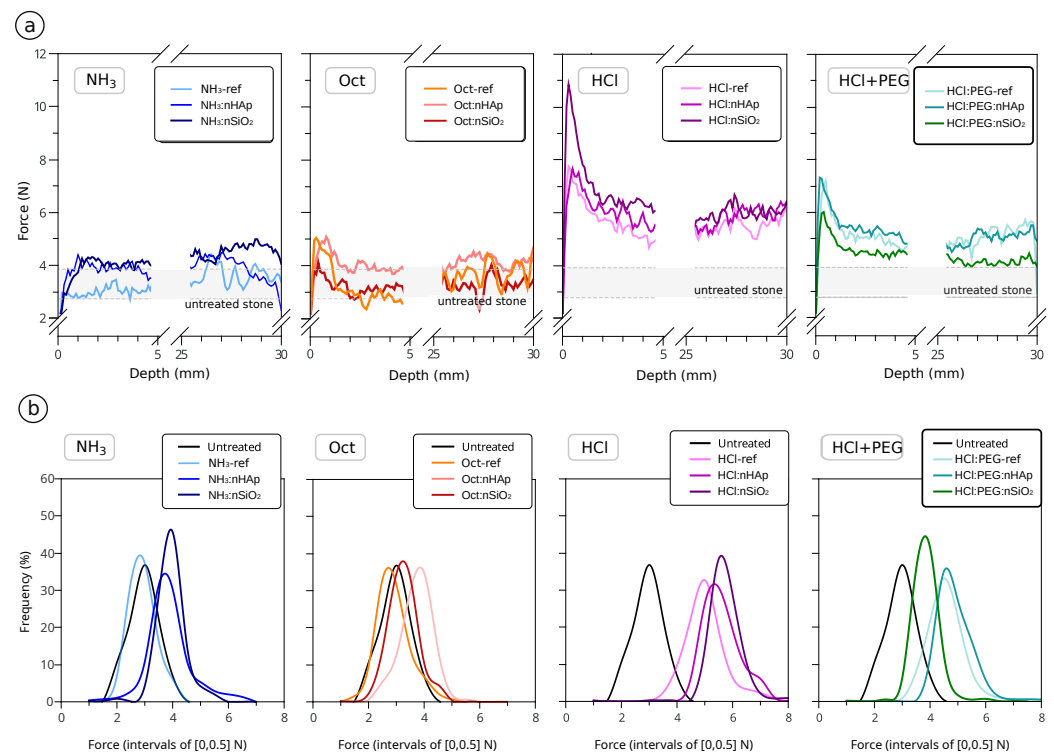 a
NH₃
NH₃-ref
NH₃:nHAp
NH₃:nSiO₂
Oct
Oct-ref
Oct:nHAp
Oct:nSiO₂
HCl
HCl-ref
HCl:nHAp
HCl:nSiO₂
HCl+PEG
HCl:PEG-ref
HCl:PEG:nHAp
HCl:PEG:nSiO₂
Force (N)
12
10
8
6
4
2
untreated stone
untreated stone
untreated stone
untreated stone
0 5 25 30
0 5 25 30
0 5 25 30
0 5 25 30
Depth (mm)
Depth (mm)
Depth (mm)
Depth (mm)
b
NH₃
Untreated
NH₃-ref
NH₃:nHAp
NH₃:nSiO₂
Oct
Untreated
Oct-ref
Oct:nHAp
Oct:nSiO₂
HCl
Untreated
HCl-ref
HCl:nHAp
HCl:nSiO₂
HCl+PEG
Untreated
HCl:PEG-ref
HCl:PEG:nHAp
HCl:PEG:nSiO₂
Frequency (%)
60
50
40
30
20
10
0
0 2 4 6 8
0 2 4 6 8
0 2 4 6 8
0 2 4 6 8
Force (intervals of [0,0.5] N)
Force (intervals of [0,0.5] N)
Force (intervals of [0,0.5] N)
Force (intervals of [0,0.5] N)